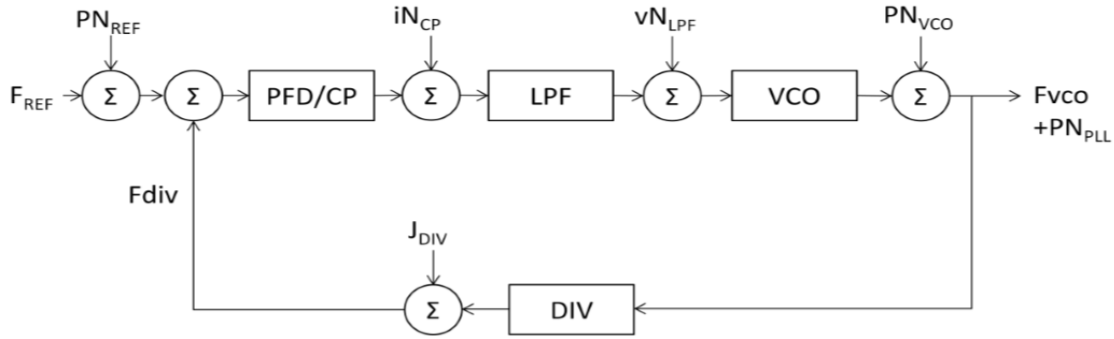 PN_REF
iN_CP
vN_LPF
PN_VCO
F_REF
Σ
Σ
PFD/CP
Σ
LPF
Σ
VCO
Σ
Fvco
+PN_PLL
Fdiv
J_DIV
Σ
DIV